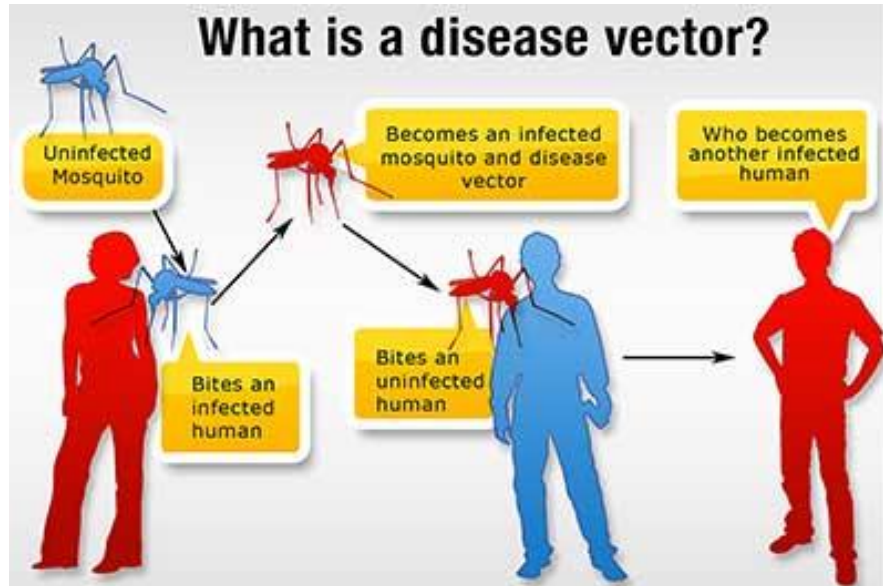 What is a disease vector?
Uninfected
Mosquito
Bites an
infected
human
Becomes an infected
mosquito and disease
vector
Bites an
uninfected
human
Who becomes
another infected
human